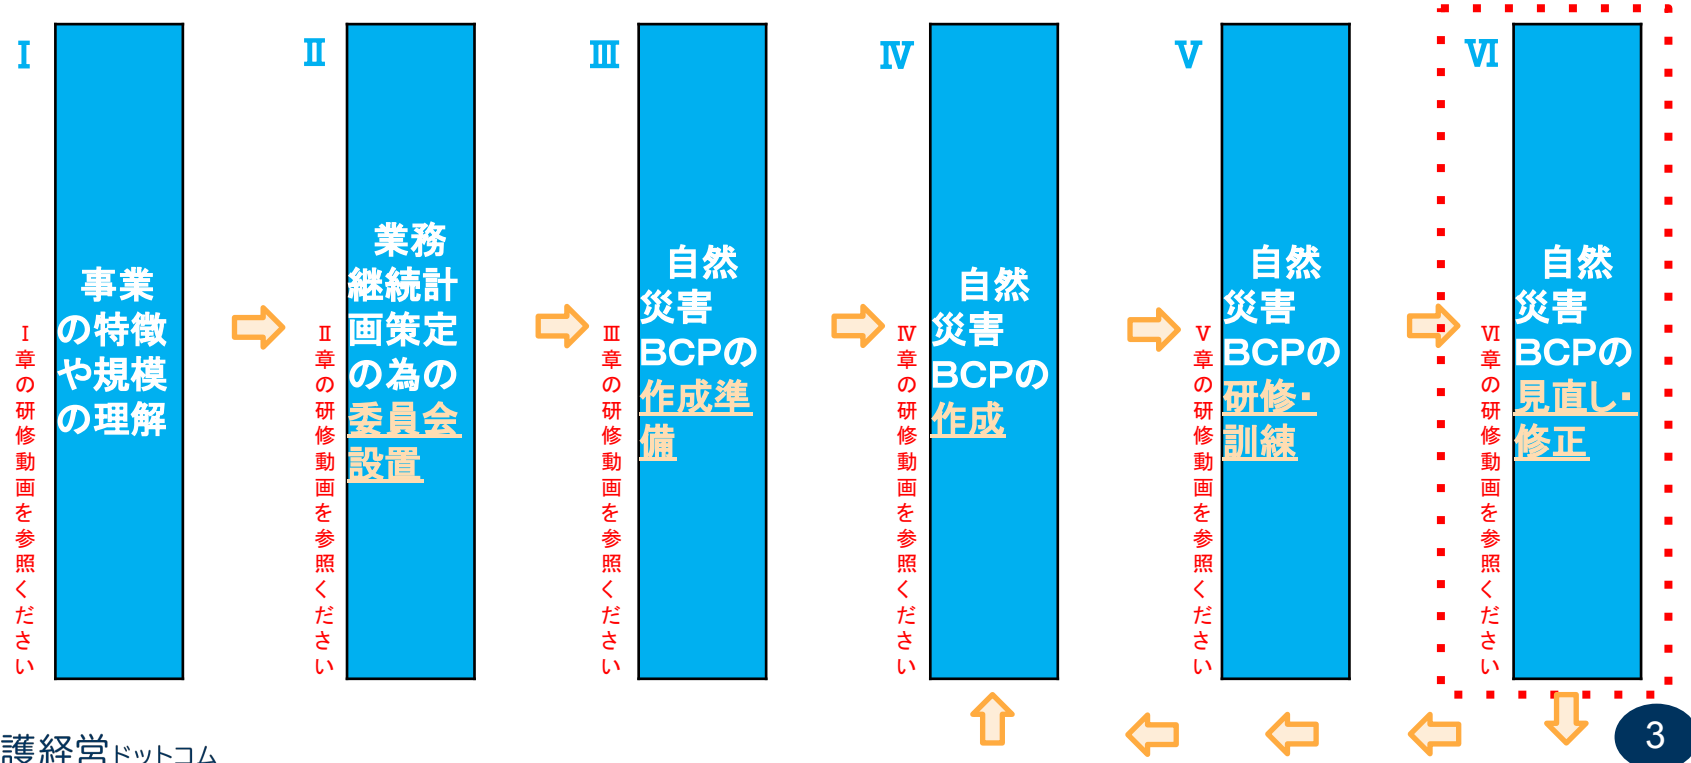 Ⅰ
事業
の特徴
や規模
の理解
Ⅰ章の研修動画を参照ください
Ⅱ
業務
継続計
画策定
の為の
委員会
設置
Ⅱ章の研修動画を参照ください
Ⅲ
自然
災害
BCPの
作成準
備
Ⅲ章の研修動画を参照ください
Ⅳ
自然
災害
BCPの
作成
Ⅳ章の研修動画を参照ください
Ⅴ
自然
災害
BCPの
研修・
訓練
Ⅴ章の研修動画を参照ください
Ⅵ
自然
災害
BCPの
見直し・
修正
Ⅵ章の研修動画を参照ください
護経営ドットコム
3